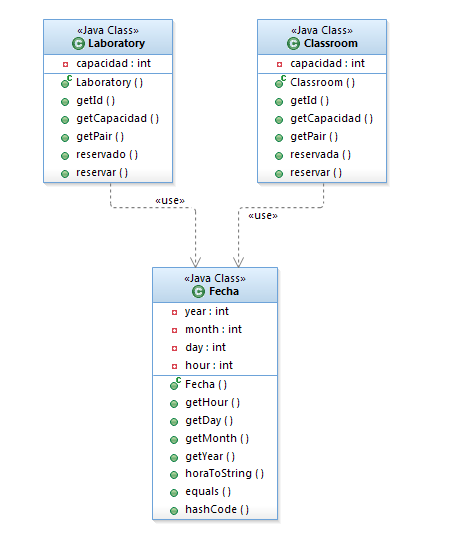 «Java Class»
Laboratory
capacidad : int
Laboratory ( )
getId ( )
getCapacidad ( )
getPair ( )
reservado ( )
reservar ( )
«Java Class»
Classroom
capacidad : int
Classroom ( )
getId ( )
getCapacidad ( )
getPair ( )
reservada ( )
reservar ( )
«use»
«use»
«Java Class»
Fecha
year : int
month : int
day : int
hour : int
Fecha ( )
getHour ( )
getDay ( )
getMonth ( )
getYear ( )
horaToString ( )
equals ( )
hashCode ( )